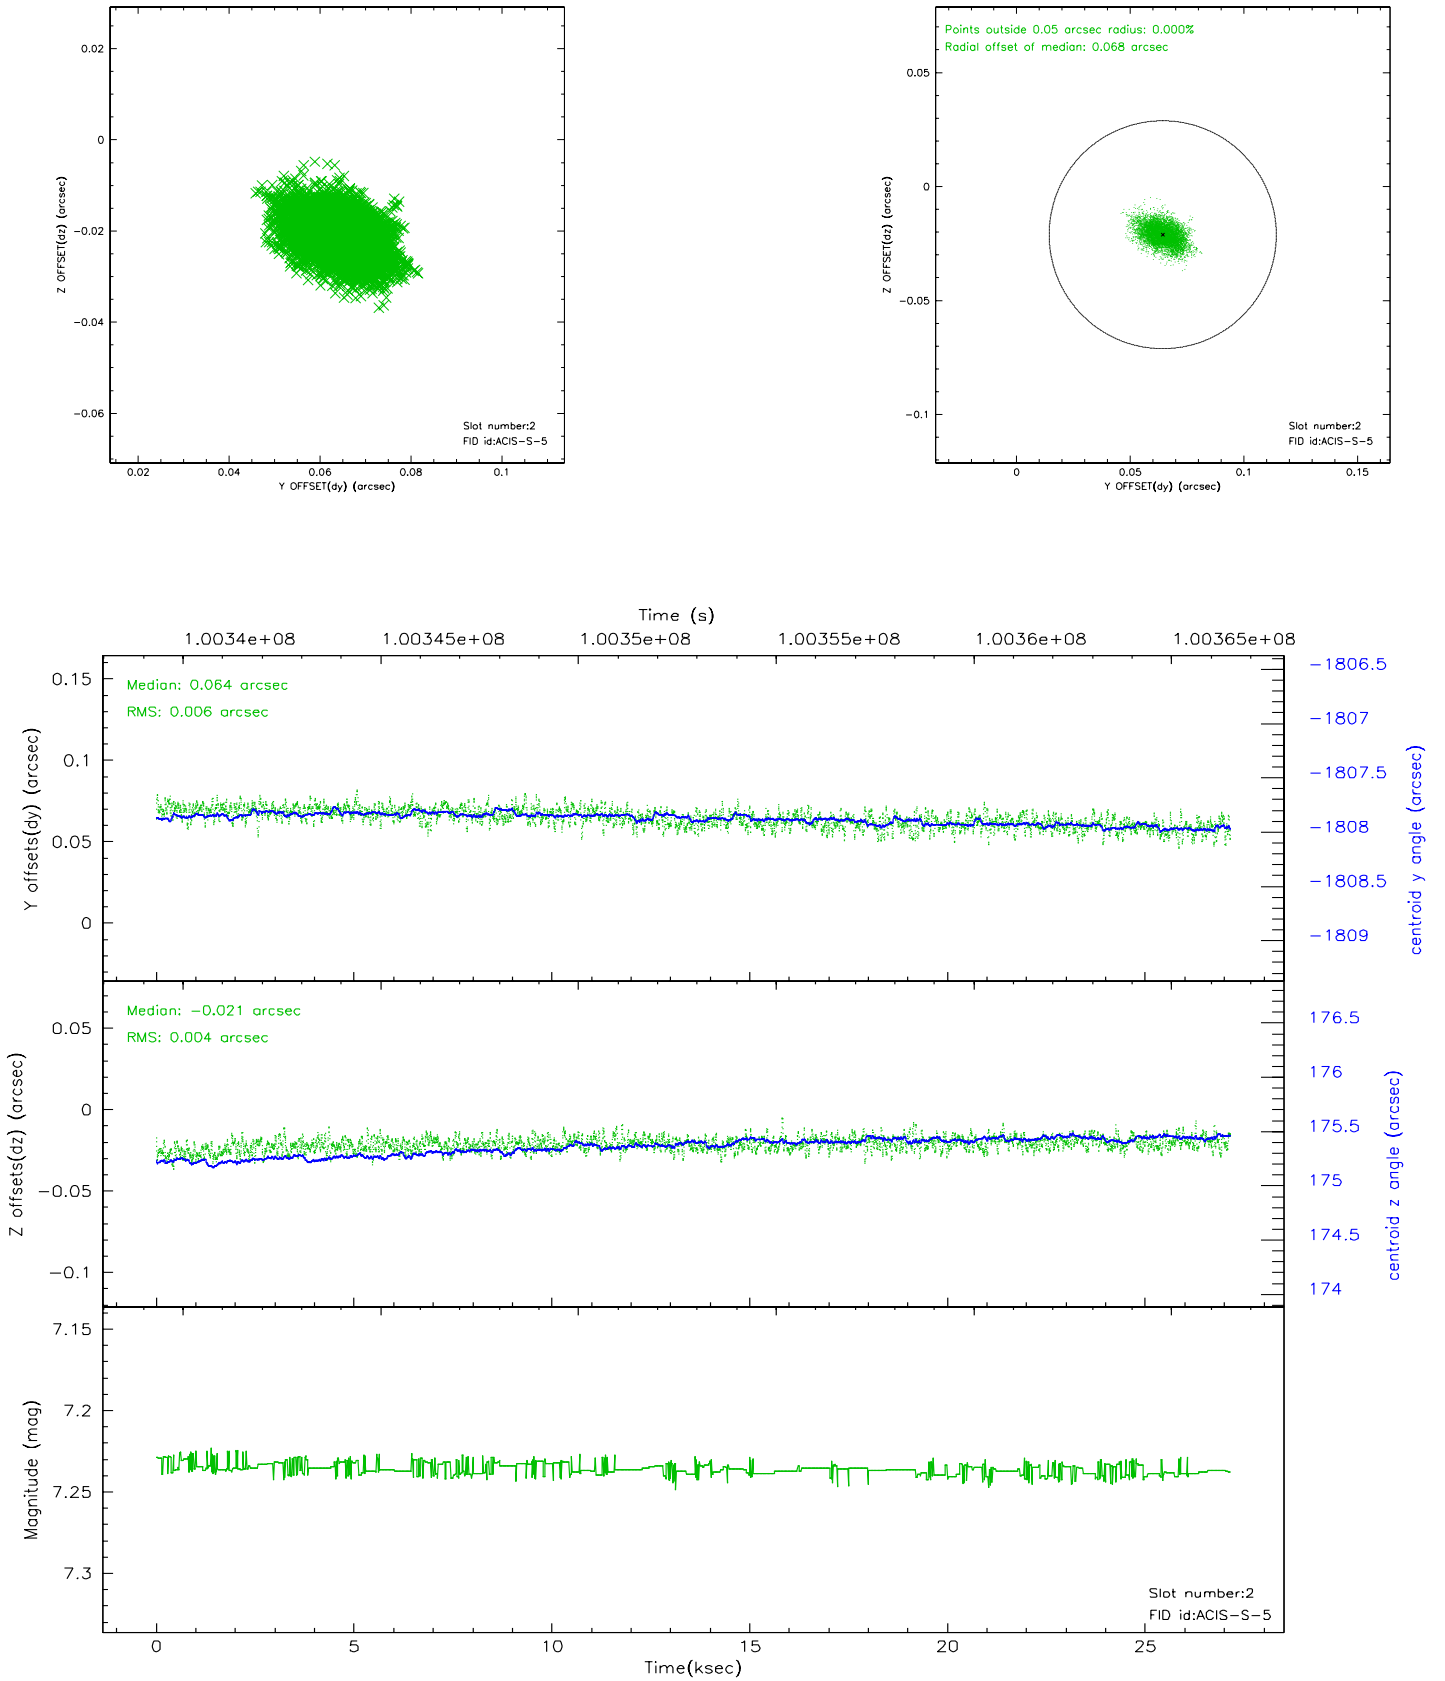 0.02
0
−0.02
−0.04
−0.06
Z OFFSET(dz) (arcsec)
Slot number:2
FID id:ACIS−S−5
0.02 0.04 0.06 0.08 0.1
Y OFFSET(dy) (arcsec)
Points outside 0.05 arcsec radius: 0.000%
Radial offset of median: 0.068 arcsec
0.05
0
−0.05
−0.1
Z OFFSET(dz) (arcsec)
Slot number:2
FID id:ACIS−S−5
0 0.05 0.1 0.15
Y OFFSET(dy) (arcsec)
Time (s)
1.0034e+08 1.00345e+08 1.0035e+08 1.00355e+08 1.0036e+08 1.00365e+08
Median: 0.064 arcsec
RMS: 0.006 arcsec
0.15
0.1
0.05
0
Y offsets(dy) (arcsec)
−1806.5
−1807
−1807.5
−1808
−1808.5
−1809
centroid y angle (arcsec)
Median: −0.021 arcsec
RMS: 0.004 arcsec
0.05
0
−0.05
−0.1
Z offsets(dz) (arcsec)
176.5
176
175.5
175
174.5
174
centroid z angle (arcsec)
7.15
7.2
7.25
7.3
Magnitude (mag)
Slot number:2
FID id:ACIS−S−5
0 5 10 15 20 25
Time(ksec)